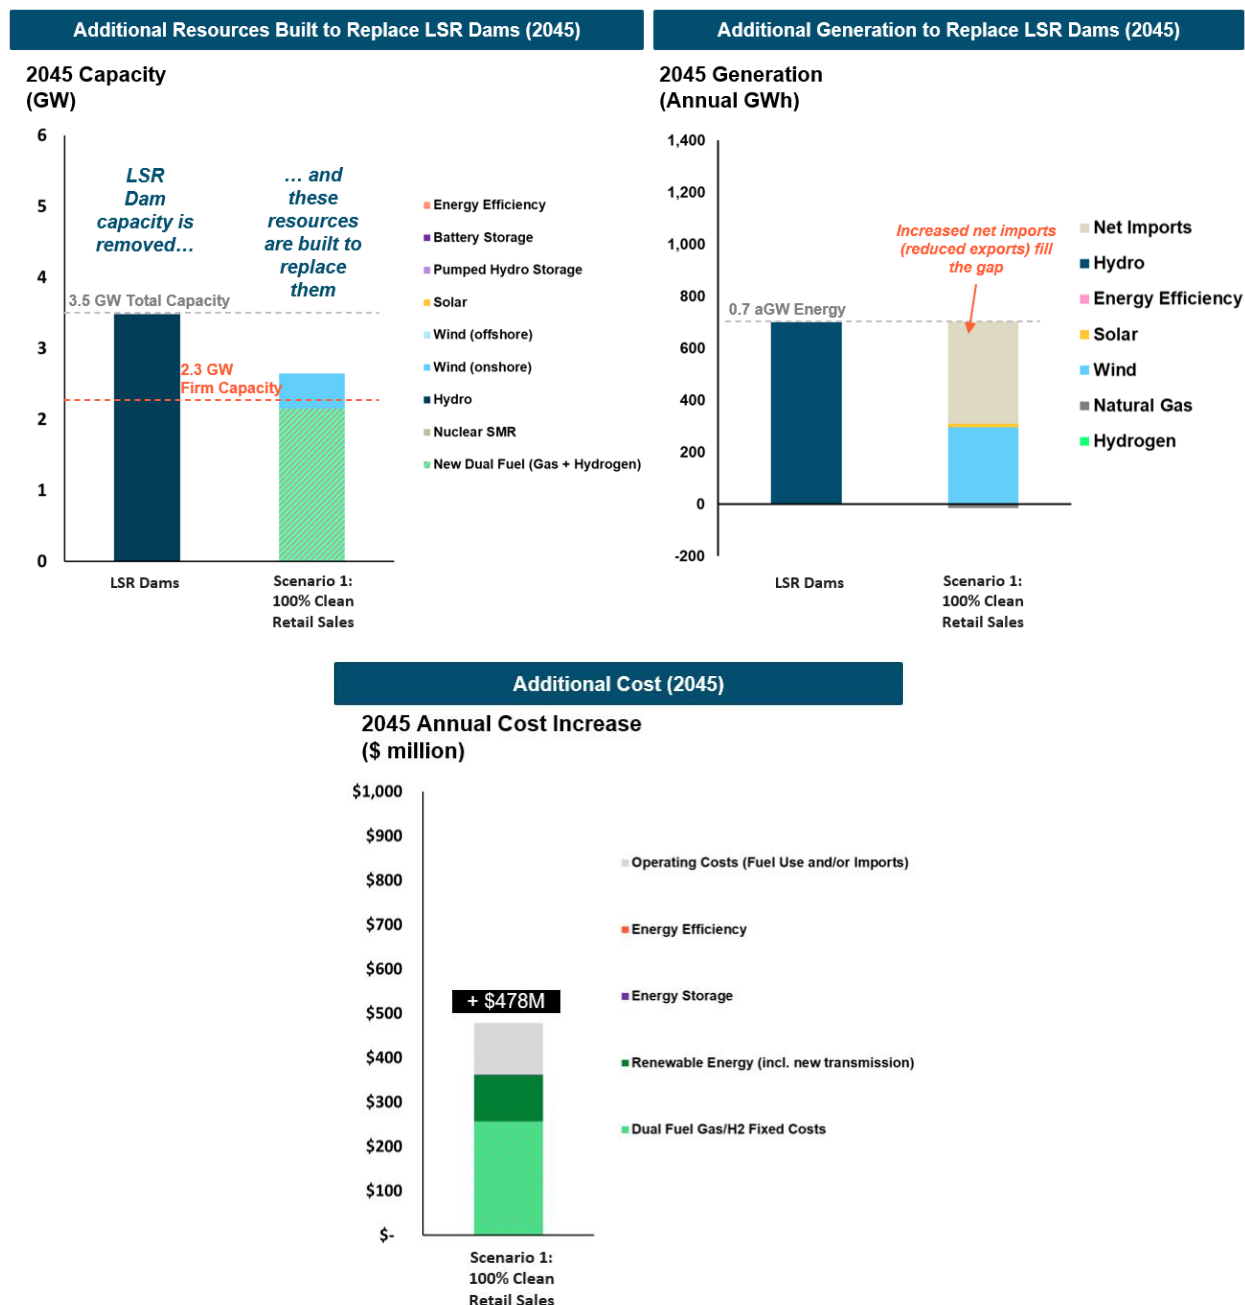 Additional Resources Built to Replace LSR Dams (2045)
2045 Capacity
(GW)
6
5
4
3
2
1
0
LSR
Dam
capacity is
removed…
… and
these
resources
are built to
replace
them
3.5 GW Total Capacity
2.3 GW
Firm Capacity
LSR Dams
Scenario 1:
100% Clean
Retail Sales
Energy Efficiency
Battery Storage
Pumped Hydro Storage
Solar
Wind (offshore)
Wind (onshore)
Hydro
Nuclear SMR
New Dual Fuel (Gas + Hydrogen)
Additional Generation to Replace LSR Dams (2045)
2045 Generation
(Annual GWh)
1,400
1,200
1,000
800
600
400
200
0
-200
Increased net imports
(reduced exports) fill
the gap
0.7 aGW Energy
LSR Dams
Scenario 1:
100% Clean
Retail Sales
Net Imports
Hydro
Energy Efficiency
Solar
Wind
Natural Gas
Hydrogen
Additional Cost (2045)
2045 Annual Cost Increase
($ million)
$1,000
$900
$800
$700
$600
$500
$400
$300
$200
$100
$-
+ $478M
Scenario 1:
100% Clean
Retail Sales
Operating Costs (Fuel Use and/or Imports)
Energy Efficiency
Energy Storage
Renewable Energy (incl. new transmission)
Dual Fuel Gas/H2 Fixed Costs